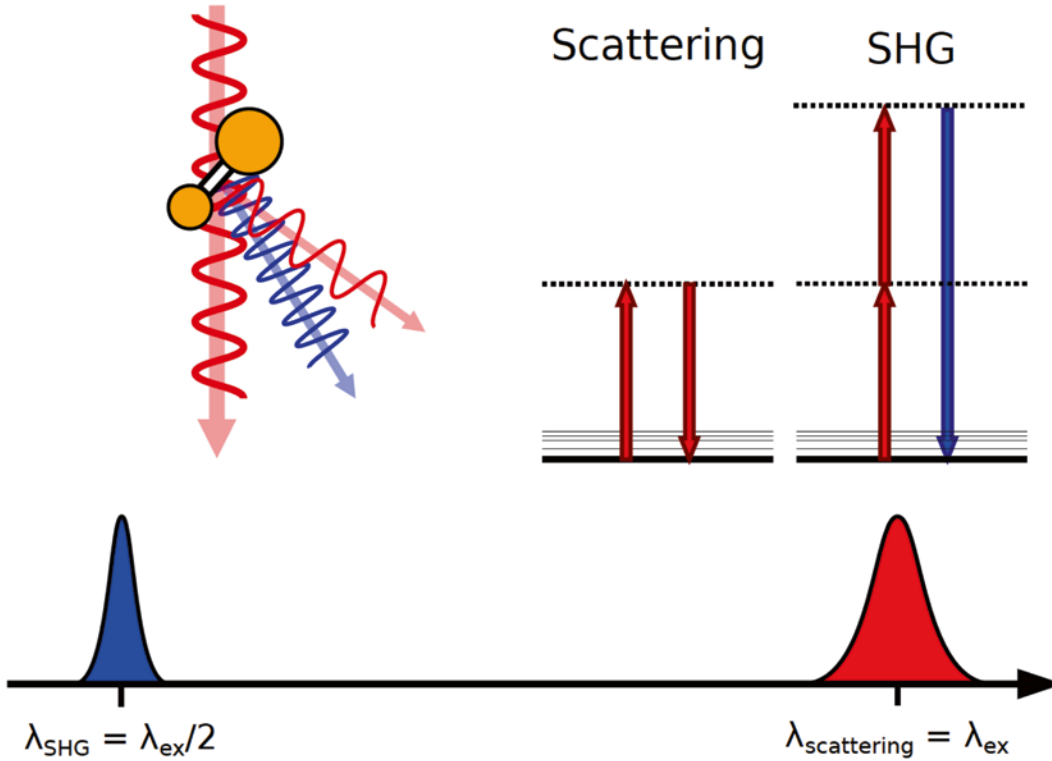 Scattering
SHG
λSHG = λex/2
λscattering = λex